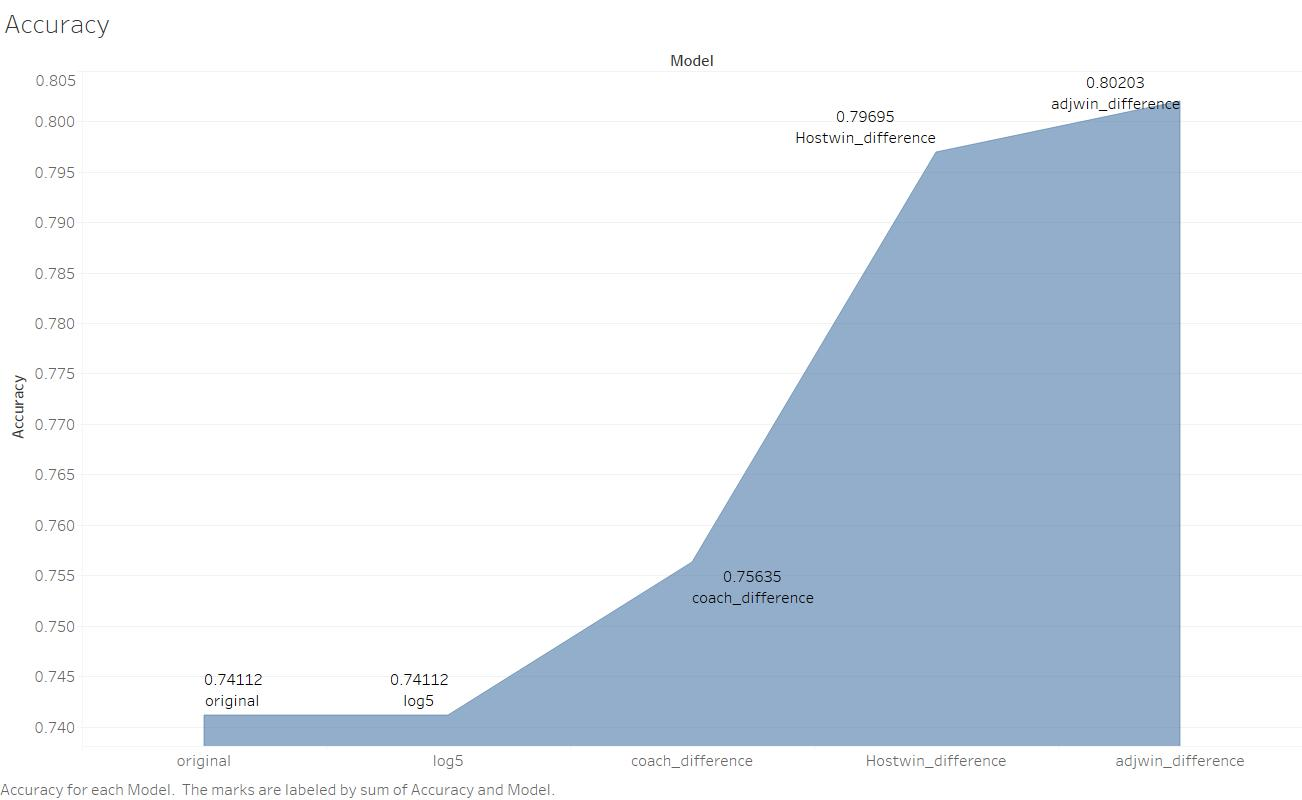 Accuracy
Model
0.805
0.800
0.795
0.790
0.785
0.780
0.775
0.770
0.765
0.760
0.755
0.750
0.745
0.740
Accuracy
0.74112
original
0.74112
log5
0.75635
coach_difference
0.79695
Hostwin_difference
0.80203
adjwin_difference
original
log5
coach_difference
Hostwin_difference
adjwin_difference
Accuracy for each Model.  The marks are labeled by sum of Accuracy and Model.